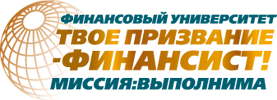 ФИНАНСОВЫЙ УНИВЕРСИТЕТ
ТВОЕ ПРИЗВАНИЕ
-ФИНАНСИСТ!
МИССИЯ:ВЫПОЛНИМА